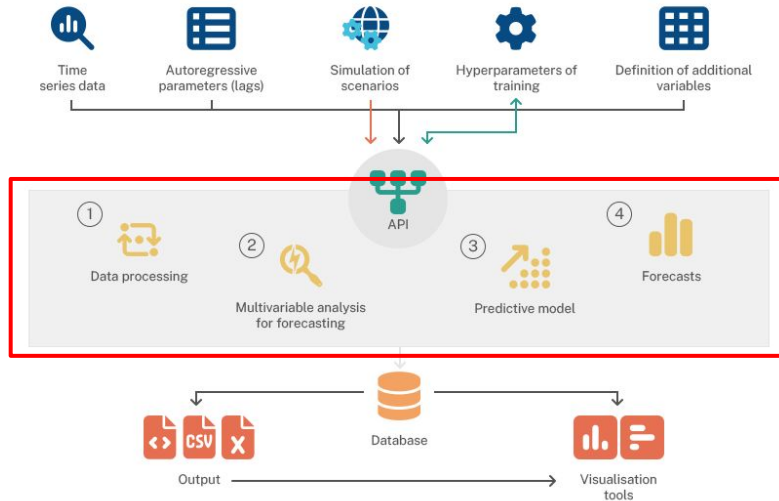 Time
series data
Autoregressive
parameters (lags)
Simulation of
scenarios
Hyperparameters of
training
Definition of additional
variables
API
1
Data processing
2
Multivariable analysis
for forecasting
3
Predictive model
4
Forecasts
Database
<>
CSV
X
Output
Visualisation
tools